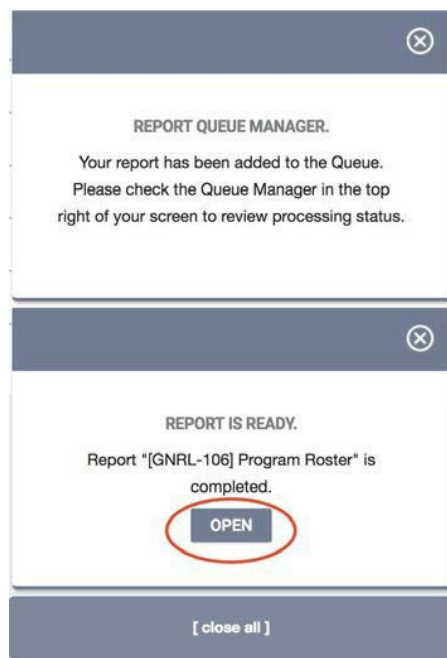 REPORT QUEUE MANAGER.
Your report has been added to the Queue.
Please check the Queue Manager in the top
right of your screen to review processing status.
REPORT IS READY.
Report "[GNRL-106] Program Roster" is
completed.
OPEN
[ close all ]